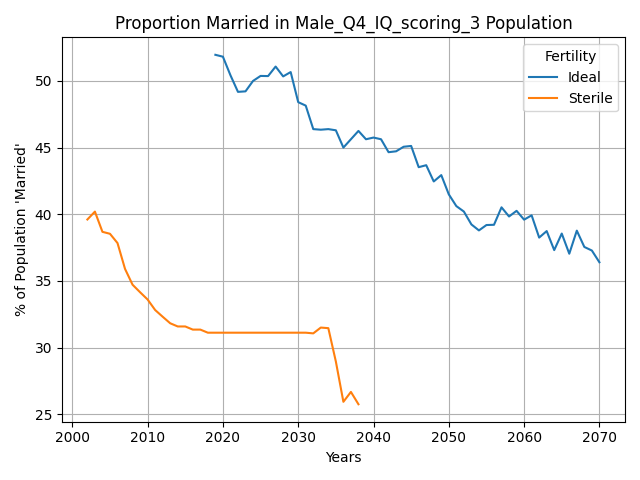 Proportion Married in Male_Q4_IQ_scoring_3 Population
% of Population 'Married'
50
45
40
35
30
25
Fertility
Ideal
Sterile
2000 2010 2020 2030 2040 2050 2060 2070
Years